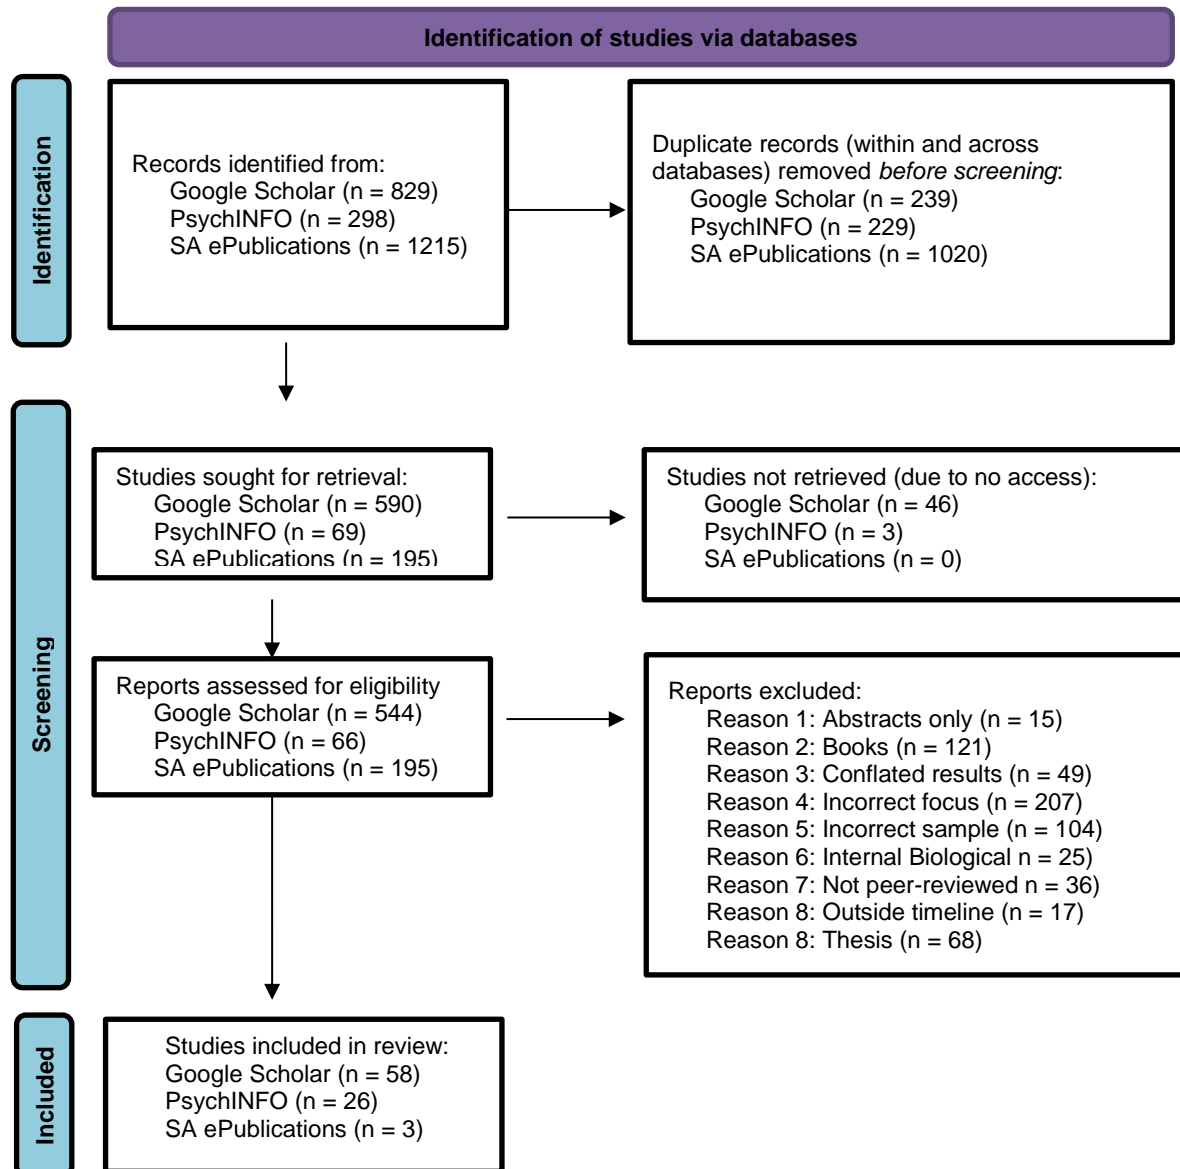 Identification of studies via databases
Identification
Records identified from:
Google Scholar (n = 829)
PsychINFO (n = 298)
SA ePublications (n = 1215)
Duplicate records (within and across
databases) removed before screening:
Google Scholar (n = 239)
PsychINFO (n = 229)
SA ePublications (n = 1020)
Screening
Studies sought for retrieval:
Google Scholar (n = 590)
PsychINFO (n = 69)
SA ePublications (n = 195)
Studies not retrieved (due to no access):
Google Scholar (n = 46)
PsychINFO (n = 3)
SA ePublications (n = 0)
Reports assessed for eligibility
Google Scholar (n = 544)
PsychINFO (n = 66)
SA ePublications (n = 195)
Reports excluded:
Reason 1: Abstracts only (n = 15)
Reason 2: Books (n = 121)
Reason 3: Conflated results (n = 49)
Reason 4: Incorrect focus (n = 207)
Reason 5: Incorrect sample (n = 104)
Reason 6: Internal Biological n = 25)
Reason 7: Not peer-reviewed n = 36)
Reason 8: Outside timeline (n = 17)
Reason 8: Thesis (n = 68)
Included
Studies included in review:
Google Scholar (n = 58)
PsychINFO (n = 26)
SA ePublications (n = 3)